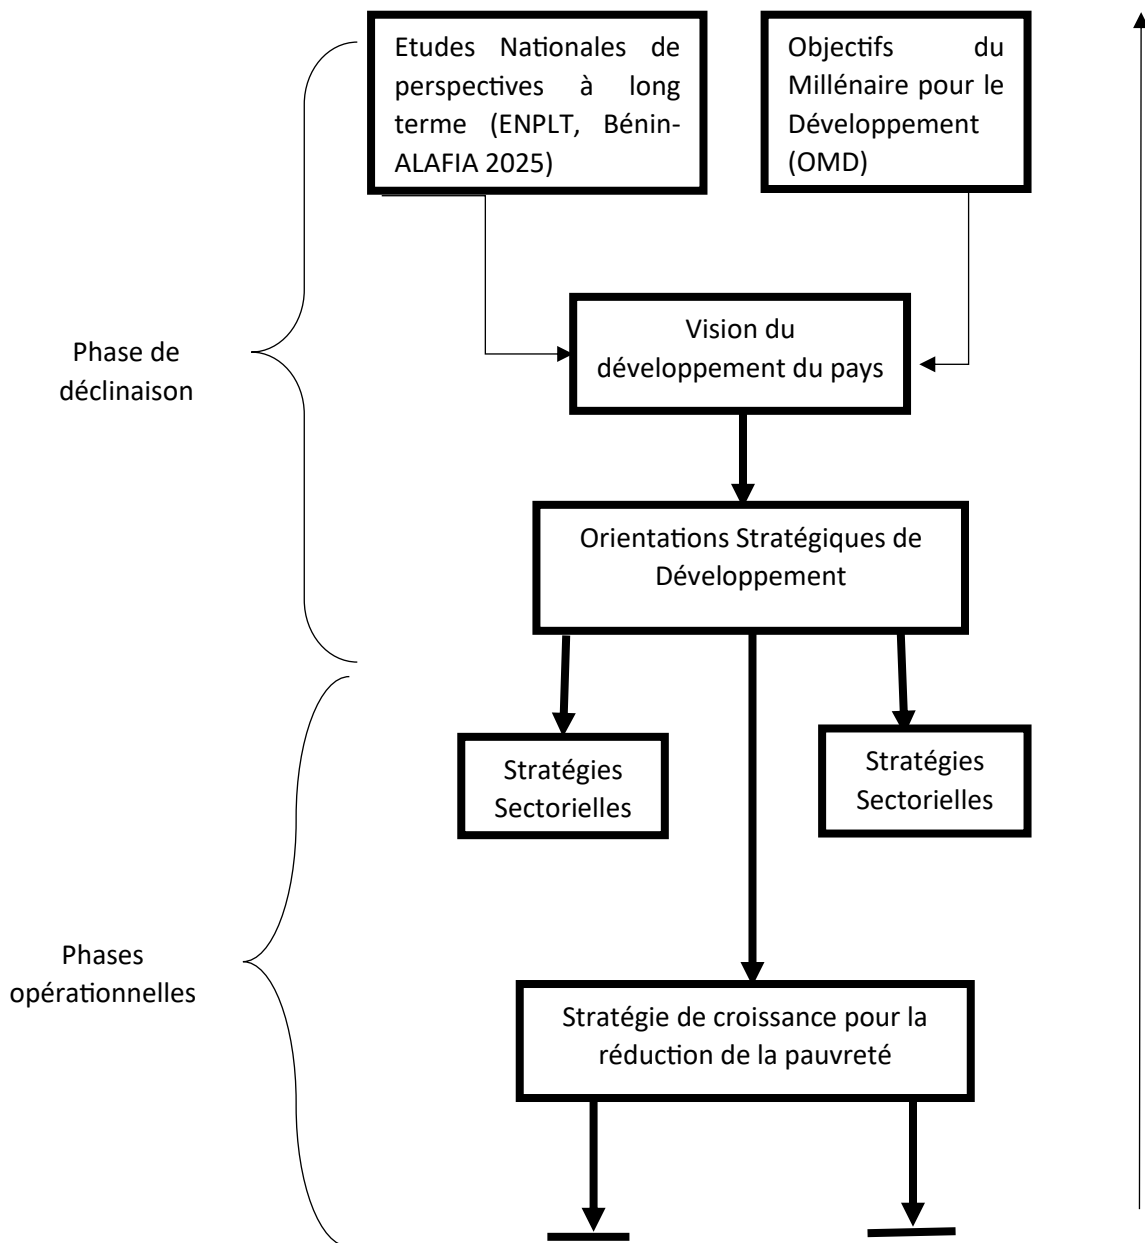 Etudes Nationales de
perspectives à long
terme (ENPLT, Bénin-
ALAFIA 2025)
Objectifs du
Millénaire pour le
Développement
(OMD)
Vision du
développement du pays
Phase de
déclinaison
Orientations Stratégiques de
Développement
Stratégies
Sectorielles
Stratégies
Sectorielles
Phases
opérationnelles
Stratégie de croissance pour la
réduction de la pauvreté